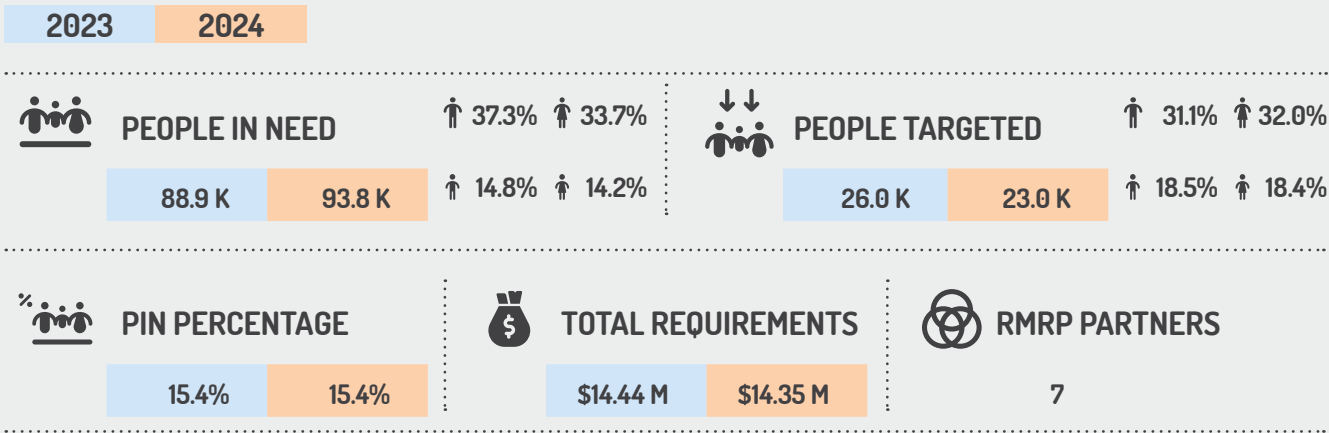 2023 2024
PEOPLE IN NEED
37.3% 33.7%
88.9 K 93.8 K
14.8% 14.2%
PEOPLE TARGETED
31.1% 32.0%
26.0 K 23.0 K
18.5% 18.4%
%
PIN PERCENTAGE
15.4% 15.4%
$
TOTAL REQUIREMENTS
$14.44 M $14.35 M
RMRP PARTNERS
7